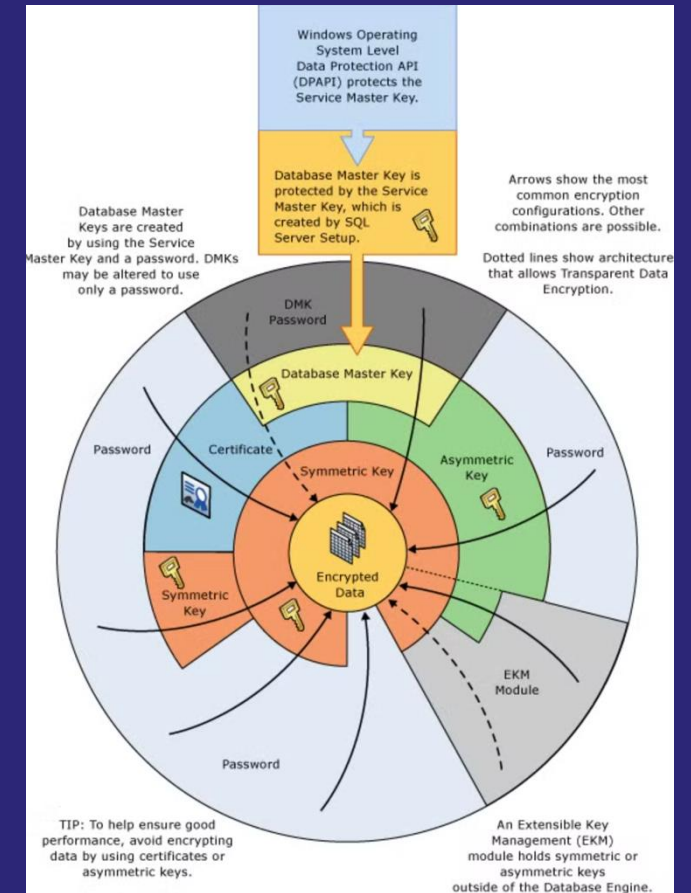 Windows Operating
System Level
Data Protection API
(DPAPI) protects the
Service Master Key.
Database Master Key is
protected by the Service
Master Key, which is
created by SQL
Server Setup.
Arrows show the most
common encryption
configurations. Other
combinations are possible.
Dotted lines show architecture
that allows Transparent Data
Encryption.
Database Master
Keys are created
by using the Service
Master Key and a password. DMKs
may be altered to use
only a password.
DMK
Password
Database Master Key
Password
Certificate
Symmetric Key
Asymmetric
Key
Password
Encrypted
Data
Symmetric
Key
EKM
Module
Password
TIP: To help ensure good
performance, avoid encrypting
data by using certificates or
asymmetric keys.
An Extensible Key
Management (EKM)
module holds symmetric or
asymmetric keys
outside of the Database Engine.